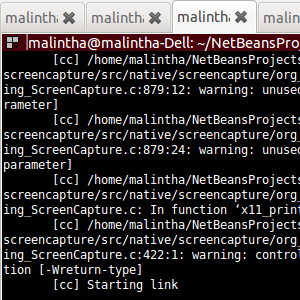 malintha
malintha
malintha
malint
malintha@malintha-Dell: ~/NetBeansProj
[cc] /home/malintha/NetBeansProjects
screencapture/src/native/screencapture/org_
ing_ScreenCapture.c:879:12: warning: unused
rameter]
[cc] /home/malintha/NetBeansProjects
screencapture/src/native/screencapture/org_
ing_ScreenCapture.c:879:24: warning: unused
parameter]
[cc] /home/malintha/NetBeansProjects
screencapture/src/native/screencapture/org_
ing_ScreenCapture.c: In function ‘x11_print
[cc] /home/malintha/NetBeansProjects
screencapture/src/native/screencapture/org_
ing_ScreenCapture.c:422:1: warning: control
tion [-Wreturn-type]
[cc] Starting link